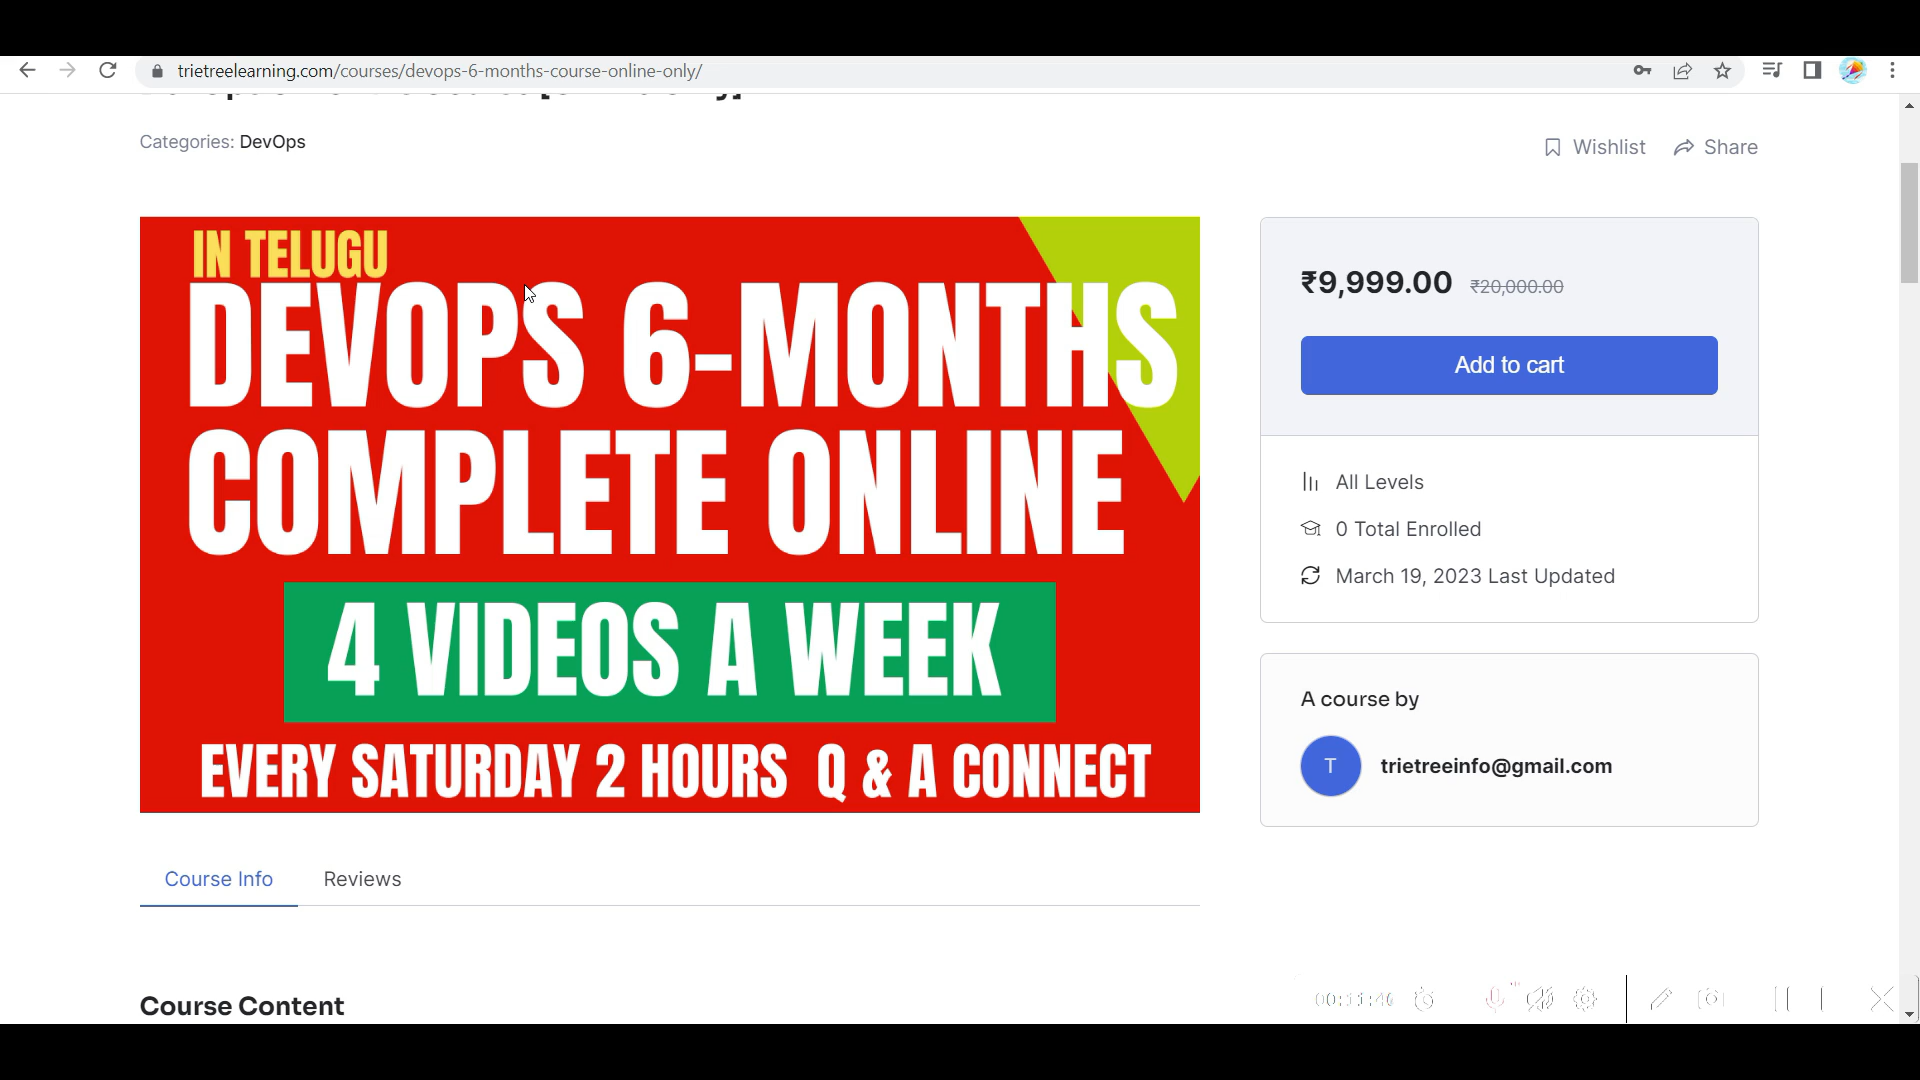 trietreelearning.com/courses/devops-6-months-course-online-only/
Categories: DevOps
Wishlist
Share
IN TELUGU
DEVOPS 6-MONTHS
COMPLETE ONLINE
4 VIDEOS A WEEK
EVERY SATURDAY 2 HOURS Q & A CONNECT
₹9,999.00 ₹20,000.00
Add to cart
All Levels
0 Total Enrolled
March 19, 2023 Last Updated
A course by
T
trietreeinfo@gmail.com
Course Info
Reviews
Course Content